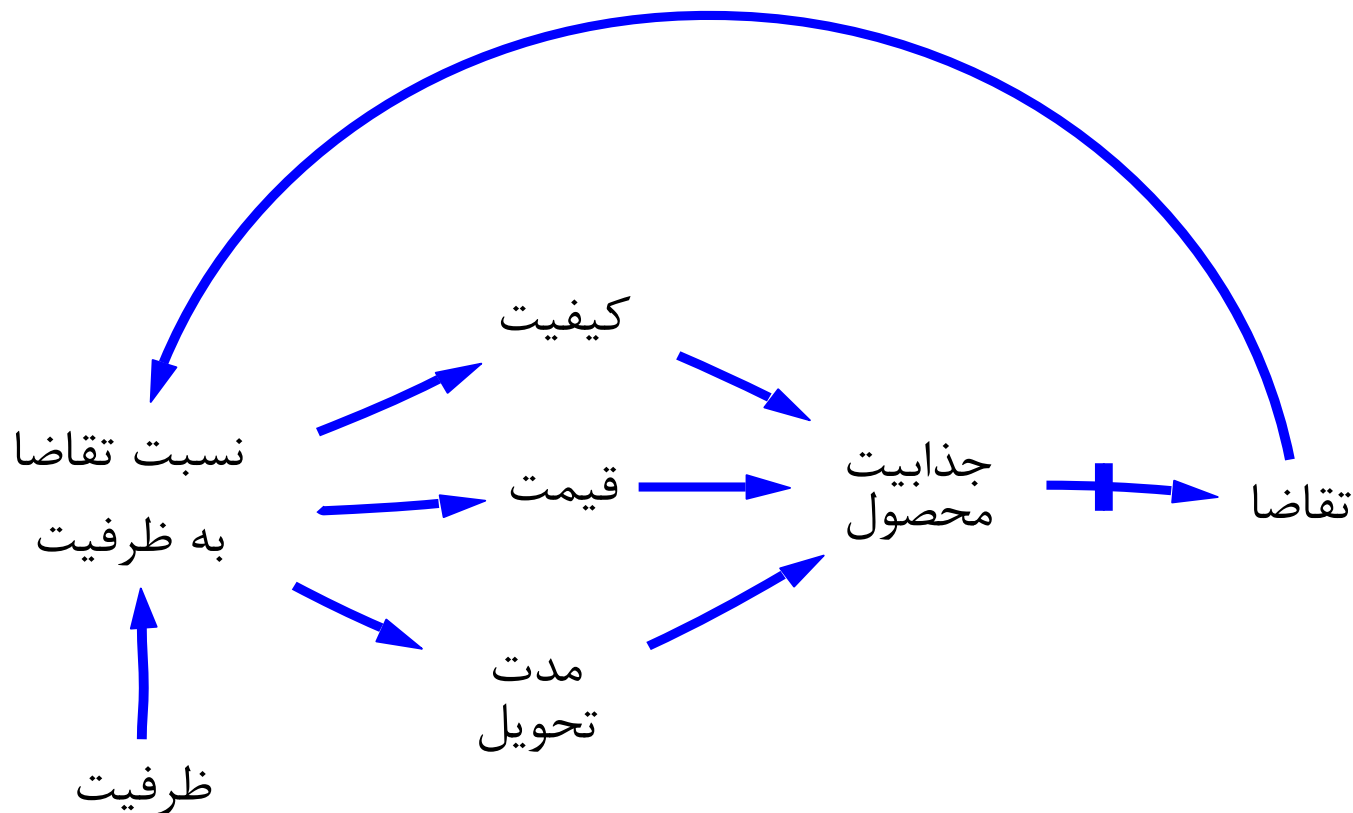 کیفیت
نسبت تقاضا
به ظرفیت
قیمت
جذابیت
محصول
تقاضا
مدت
تحویل
ظرفیت